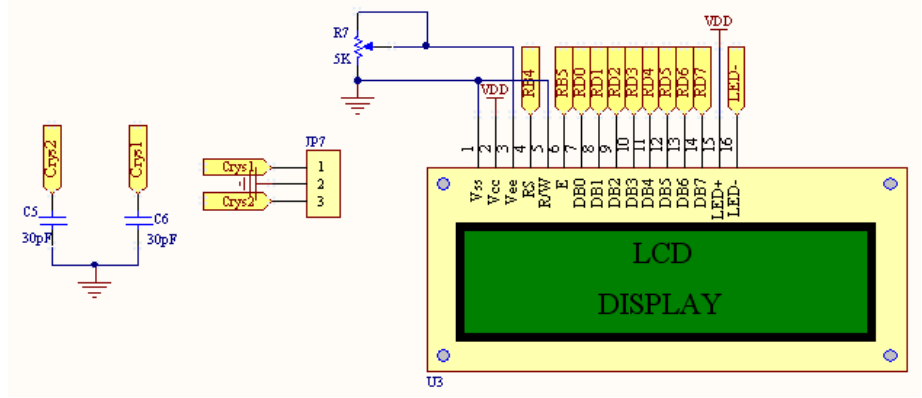 R7
5K
VDD
RB4
RB5
RD0
RD1
RD2
RD3
RD4
RD5
RD6
RD7
VDD
LED-
1
2
3
4
5
6
7
8
9
10
11
12
13
14
15
16
Vss
Vcc
Vee
RS
R/W
E
DB0
DB1
DB2
DB3
DB4
DB5
DB6
DB7
LED+
LED-
LCD
DISPLAY
U3
Crys2
C5
30pF
Crys1
C6
30pF
JP7
Crys1
Crys2
1
2
3